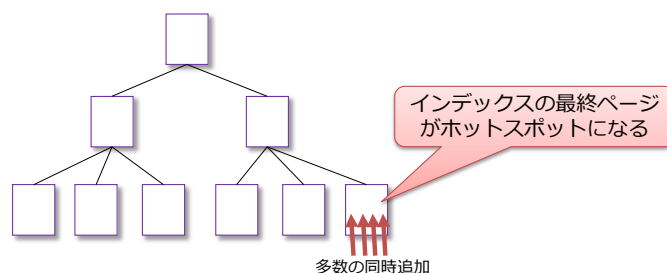 インデックスの最終ページ
がホットスポットになる
多数の同時追加